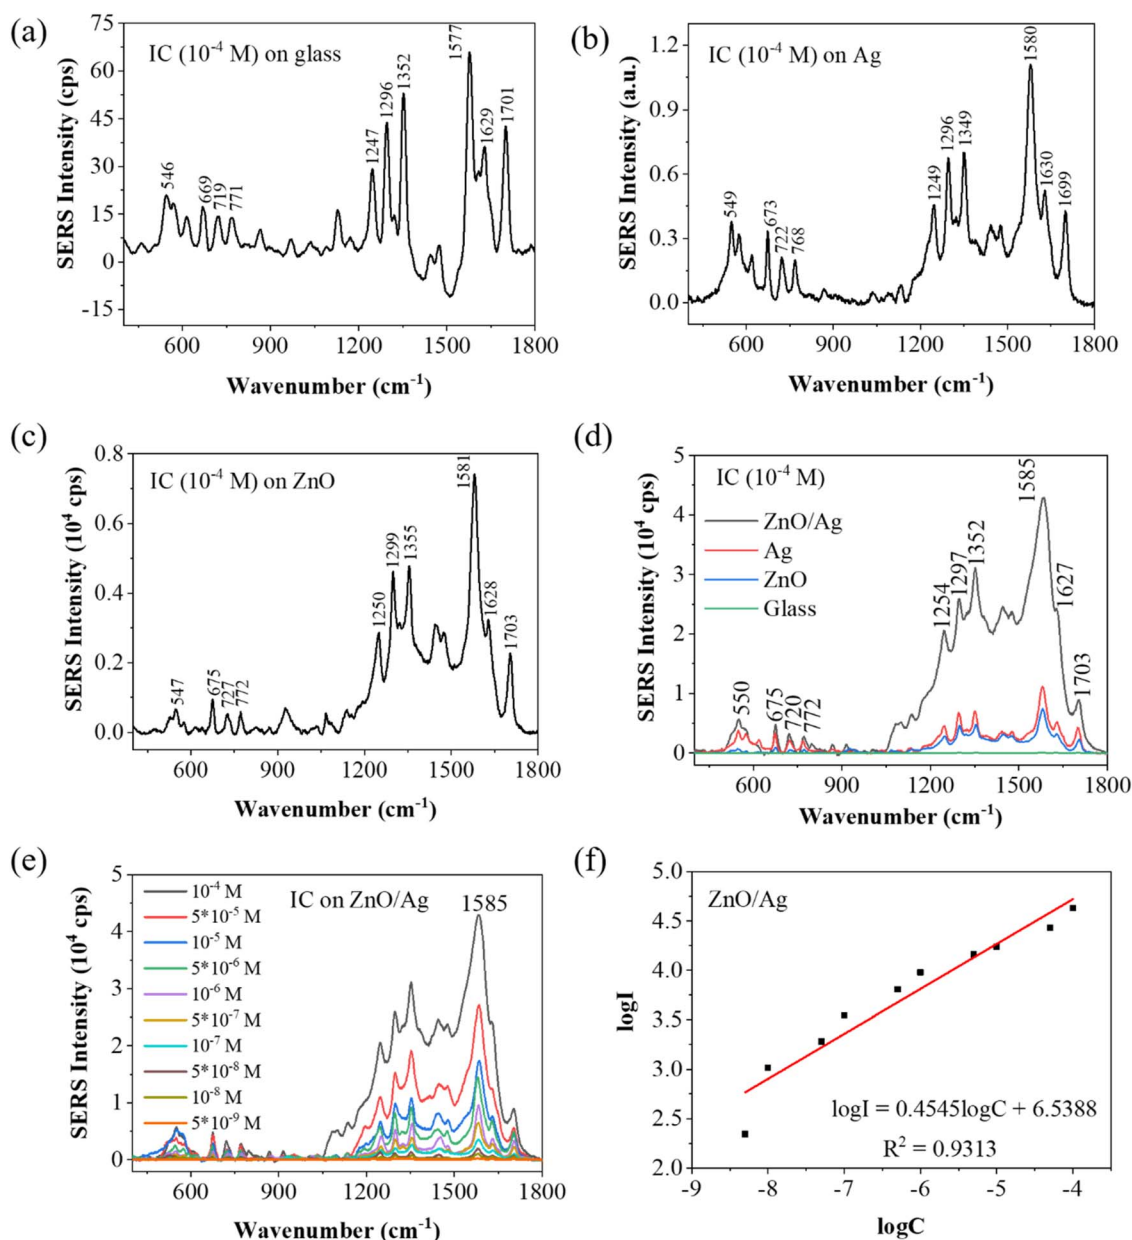 (a)
IC (10⁻⁴ M) on glass
SERS Intensity (cps)
75
60
45
30
15
0
-15
546
669
719
771
1247
1296
1352
1577
1629
1701
600
900
1200
1500
1800
Wavenumber (cm⁻¹)
(b)
IC (10⁻⁴ M) on Ag
SERS Intensity (a.u.)
1.2
0.9
0.6
0.3
0.0
549
673
722
768
1249
1296
1349
1580
1630
1699
600
900
1200
1500
1800
Wavenumber (cm⁻¹)
(c)
IC (10⁻⁴ M) on ZnO
SERS Intensity (10⁴ cps)
0.8
0.6
0.4
0.2
0.0
547
675
727
772
1250
1299
1355
1581
1628
1703
600
900
1200
1500
1800
Wavenumber (cm⁻¹)
(d)
IC (10⁻⁴ M)
ZnO/Ag
Ag
ZnO
Glass
SERS Intensity (10⁴ cps)
5
4
3
2
1
0
550
675
720
772
1254
1297
1352
1585
1627
1703
600
900
1200
1500
1800
Wavenumber (cm⁻¹)
(e)
IC on ZnO/Ag
1585
10⁻⁴ M
5*10⁻⁵ M
10⁻⁵ M
5*10⁻⁶ M
10⁻⁶ M
5*10⁻⁷ M
10⁻⁷ M
5*10⁻⁸ M
10⁻⁸ M
5*10⁻⁹ M
SERS Intensity (10⁴ cps)
5
4
3
2
1
0
600
900
1200
1500
1800
Wavenumber (cm⁻¹)
(f)
ZnO/Ag
logI
5.0
4.5
4.0
3.5
3.0
2.5
2.0
logI = 0.4545logC + 6.5388
R² = 0.9313
-9
-8
-7
-6
-5
-4
logC